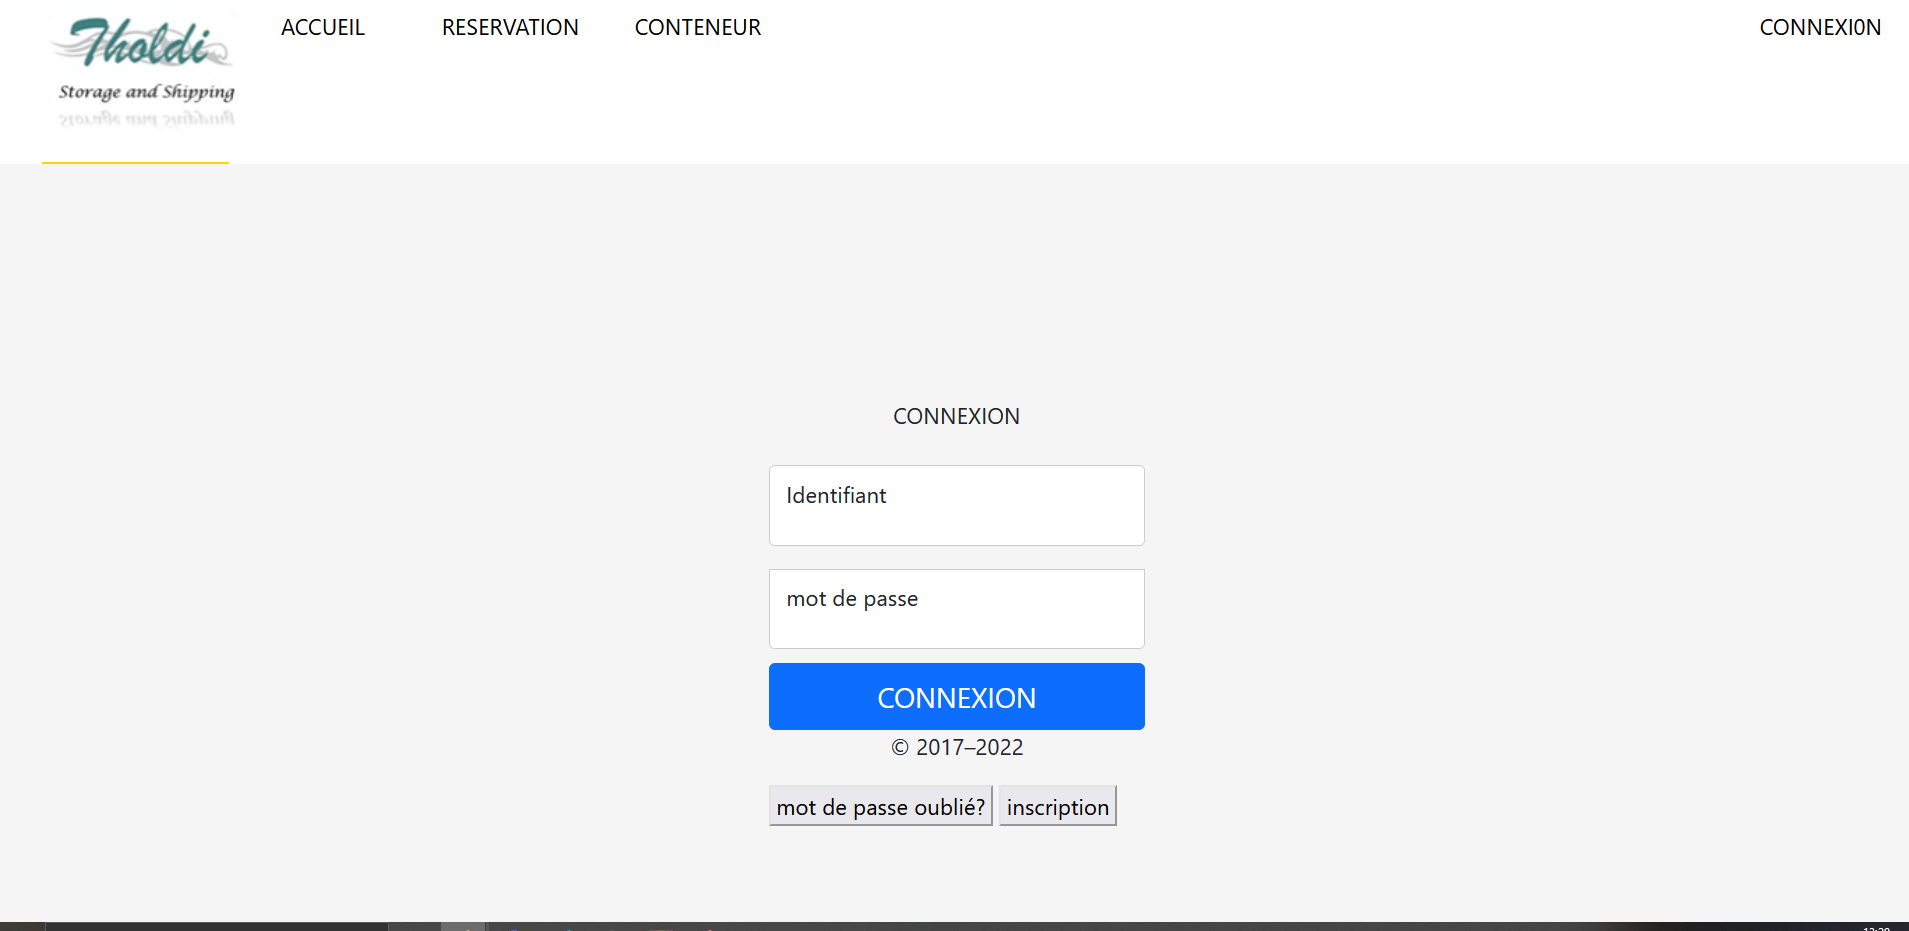 Tholdi
Storage and Shipping
ACCUEIL
RESERVATION
CONTENEUR
CONNEXI0N
CONNEXION
Identifiant
mot de passe
CONNEXION
© 2017–2022
mot de passe oublié?
inscription